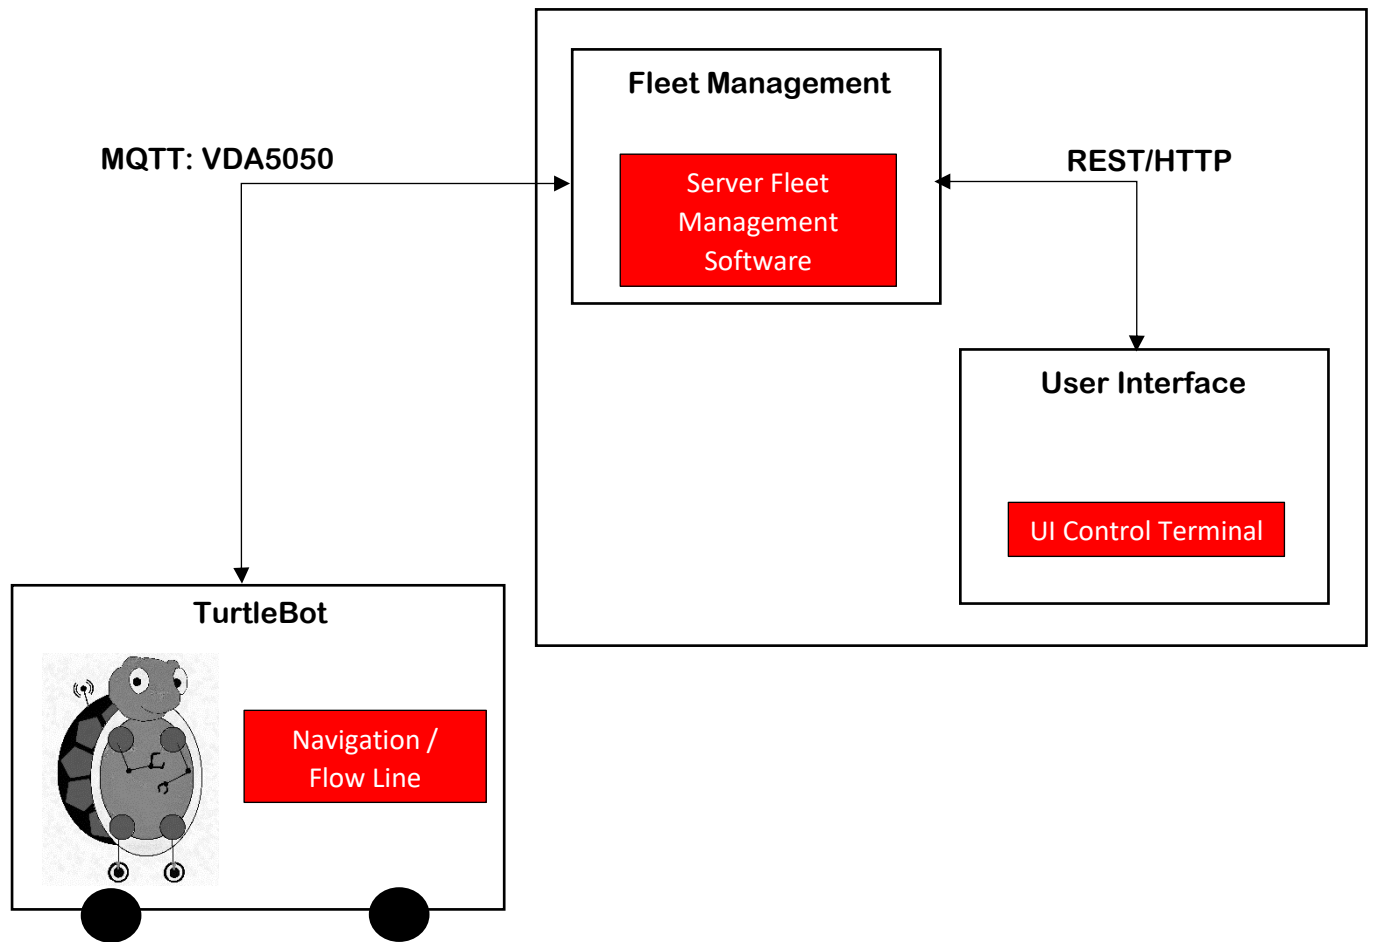 Fleet Management
MQTT: VDA5050
REST/HTTP
Server Fleet
Management
Software
User Interface
UI Control Terminal
TurtleBot
Navigation /
Flow Line